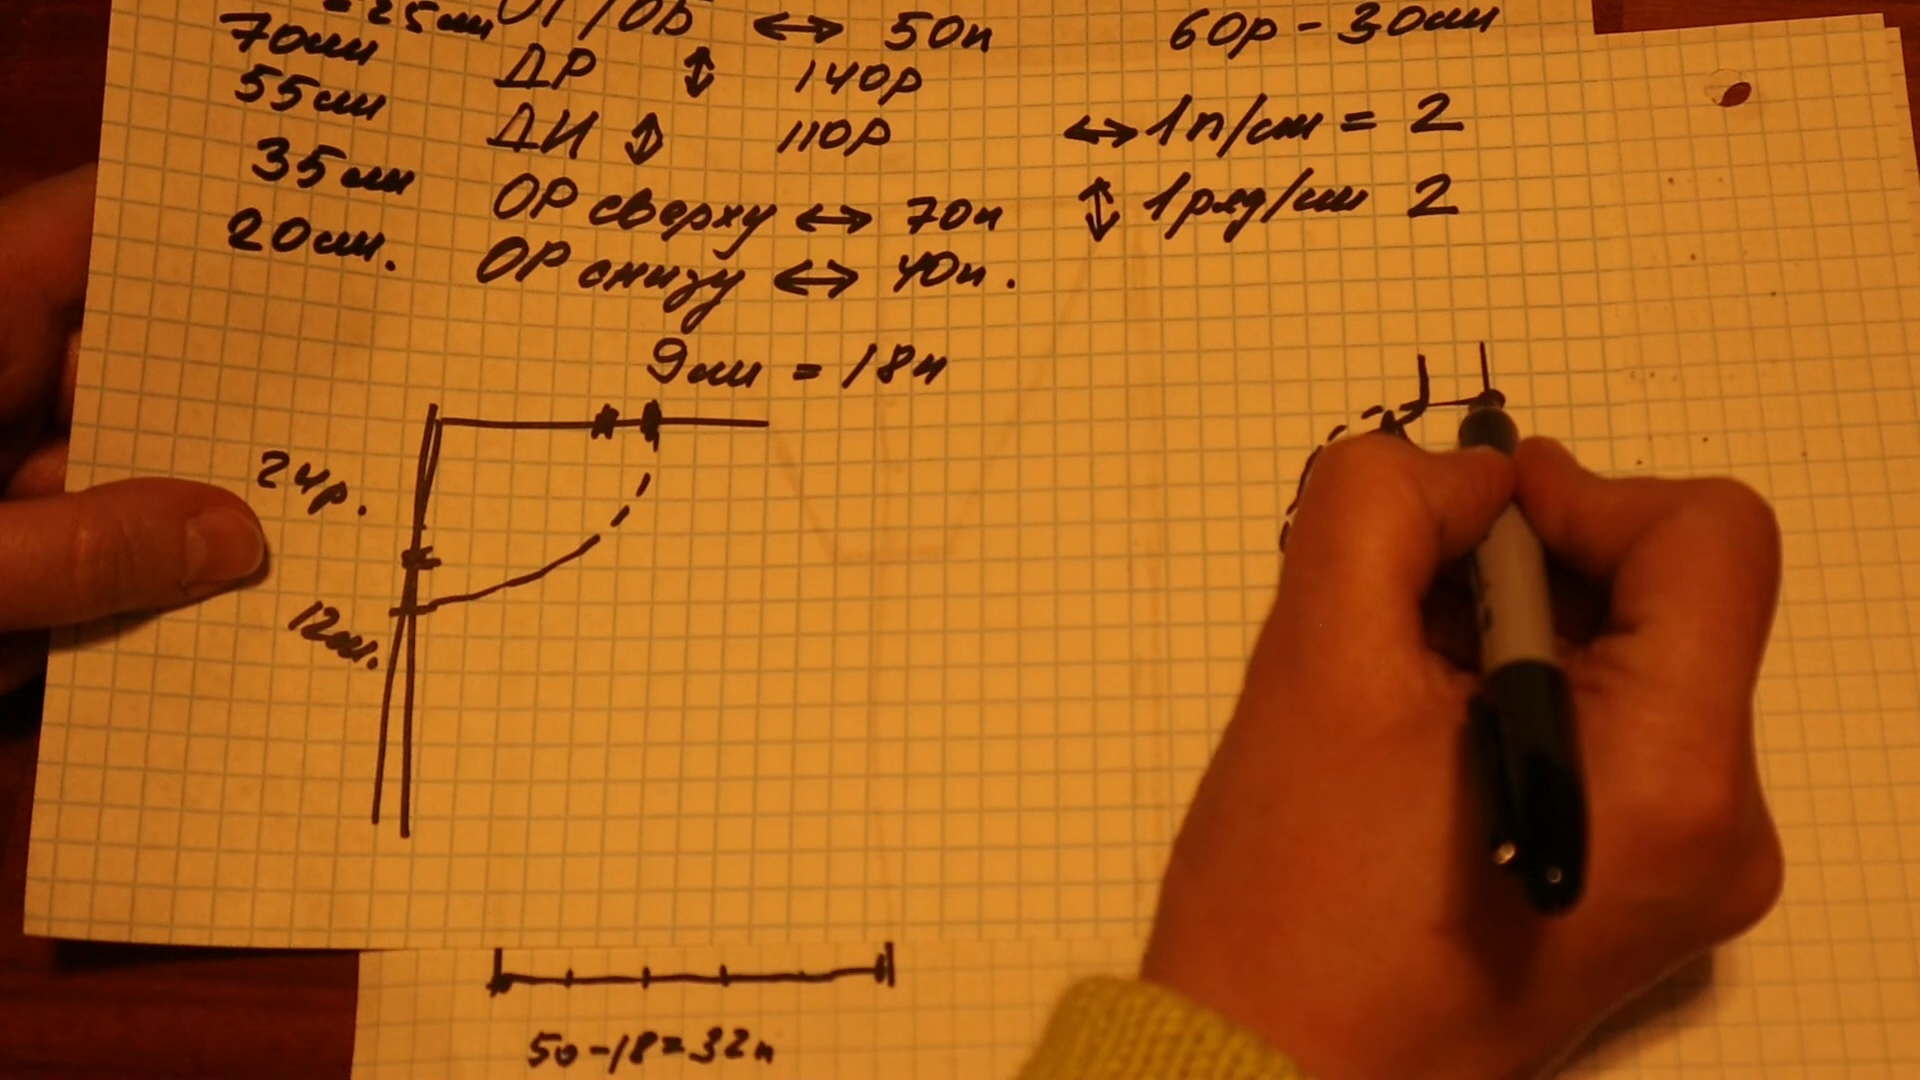 = 25см ОГ/ОБ ↔ 50п 60р - 30см
70см ДР ↕ 140р
55см ДИ ↕ 110р ↔ 1п/см = 2
35см ОР сверху ↔ 70п ↕ 1ряд/см 2
20см. ОР снизу ↔ 40п.
9см = 18п
24р.
12см.
50-18=32п